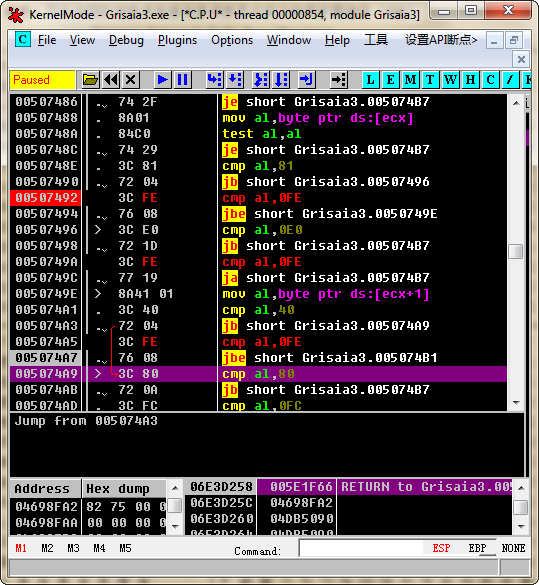 KernelMode - Grisaia3.exe - [*C.P.U* - thread 00000854, module Grisaia3]
C File View Debug Plugins Options Window Help 工具 设置API断点>
Paused L E M T W H C / K
00507486 . 74 2F je short Grisaia3.005074B7
00507488 . 8A01 mov al,byte ptr ds:[ecx]
0050748A . 84C0 test al,al
0050748C . 74 29 je short Grisaia3.005074B7
0050748E . 3C 81 cmp al,81
00507490 . 72 04 jb short Grisaia3.00507496
00507492 3C FE cmp al,0FE
00507494 . 76 08 jbe short Grisaia3.0050749E
00507496 > 3C E0 cmp al,0E0
00507498 . 72 1D jb short Grisaia3.005074B7
0050749A 3C FE cmp al,0FE
0050749C . 77 19 ja short Grisaia3.005074B7
0050749E > 8A41 01 mov al,byte ptr ds:[ecx+1]
005074A1 . 3C 40 cmp al,40
005074A3 . 72 04 jb short Grisaia3.005074A9
005074A5 3C FE cmp al,0FE
005074A7 . 76 08 jbe short Grisaia3.005074B1
005074A9 > 3C 80 cmp al,80
005074AB . 72 0A jb short Grisaia3.005074B7
005074AD . 3C FC cmp al,0FC
Jump from 005074A3
Address Hex dump
04698FA2 82 75 00 0
04698FAA 00 00 00 0
06E3D258 005E1F66 RETURN to Grisaia3.005
06E3D25C 04698FA2
06E3D260 04DB5090
M1 M2 M3 M4 M5 Command: ESP EBP NONE